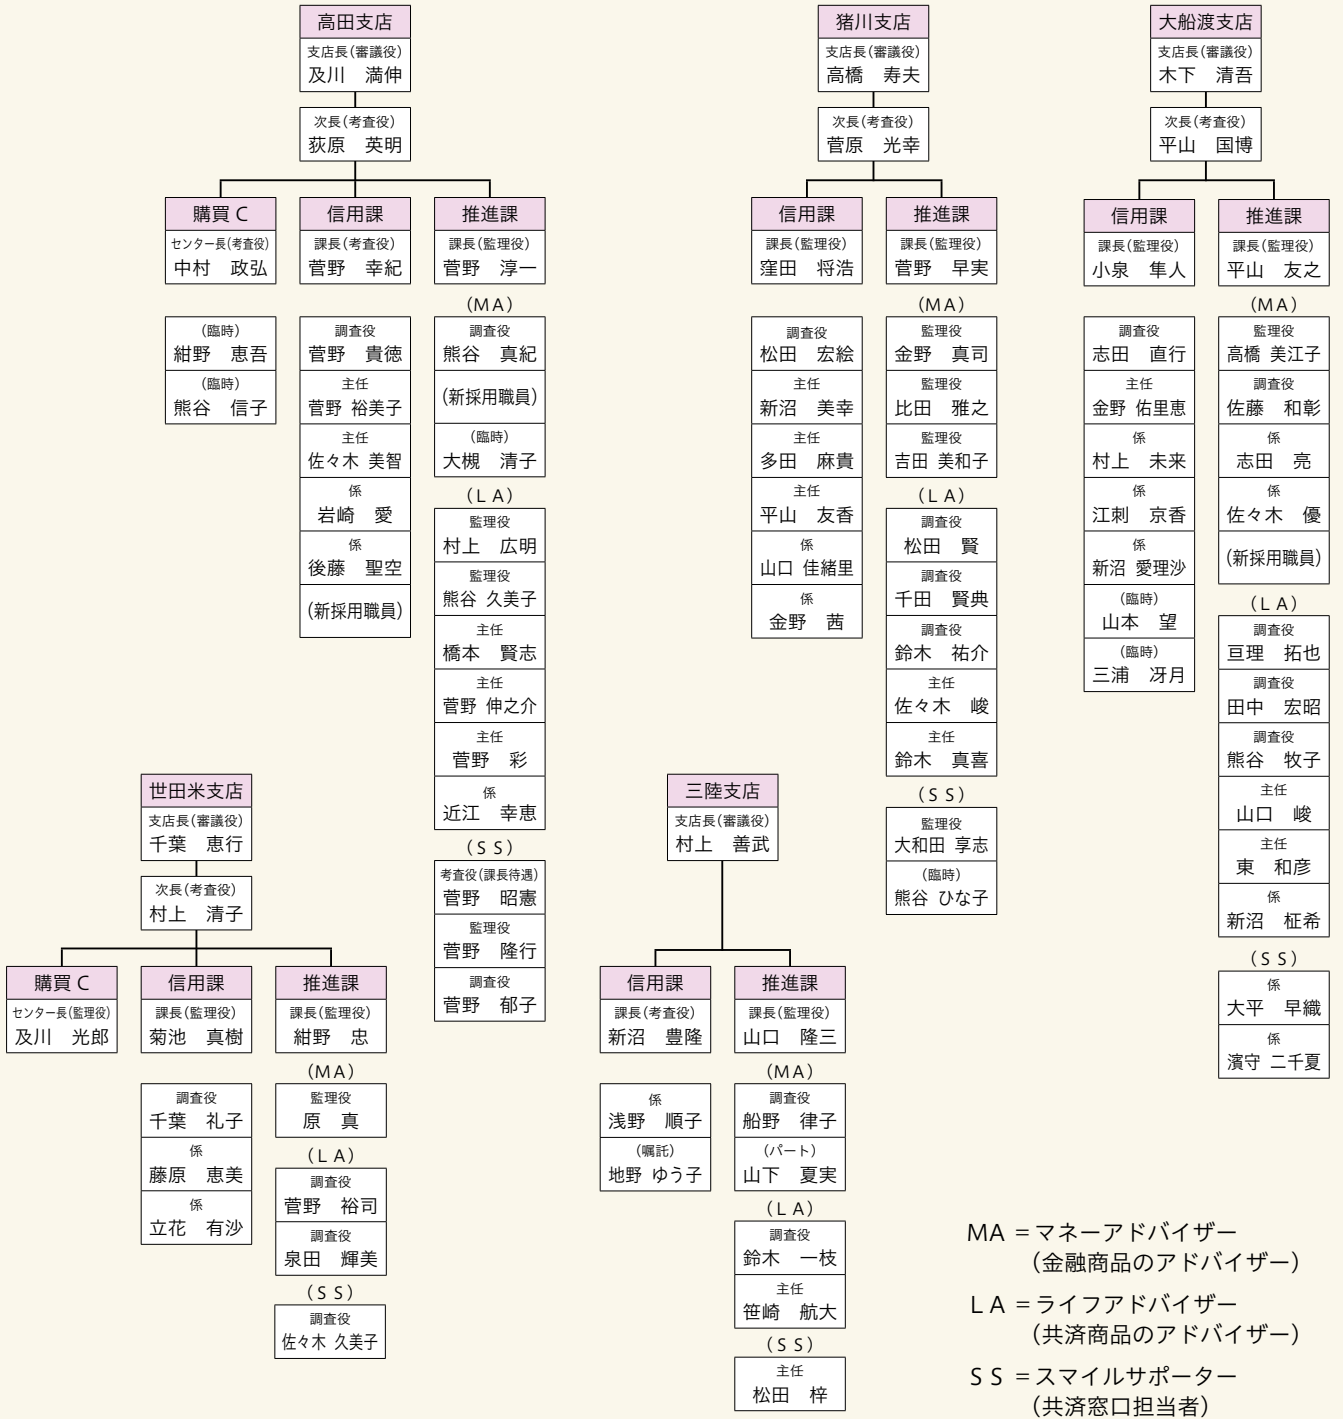 高田支店
支店長(審議役)
及川　満伸
次長(考査役)
荻原　英明
購買 C
センター長(考査役)
中村　政弘
(臨時)
紺野　恵吾
(臨時)
熊谷　信子
信用課
課長(考査役)
菅野　幸紀
調査役
菅野　貴徳
主任
菅野 裕美子
主任
佐々木 美智
係
岩崎　愛
係
後藤　聖空
(新採用職員)
推進課
課長(監理役)
菅野　淳一
(MA)
調査役
熊谷　真紀
(新採用職員)
(臨時)
大槻　清子
(LA)
監理役
村上　広明
監理役
熊谷 久美子
主任
橋本　賢志
主任
菅野 伸之介
主任
菅野　彩
係
近江　幸恵
(SS)
考査役(課長待遇)
菅野　昭憲
監理役
菅野　隆行
調査役
菅野　郁子
猪川支店
支店長(審議役)
高橋　寿夫
次長(考査役)
菅原　光幸
信用課
課長(監理役)
窪田　将浩
調査役
松田　宏絵
主任
新沼　美幸
主任
多田　麻貴
主任
平山　友香
係
山口 佳緒里
係
金野　茜
推進課
課長(監理役)
菅野　早実
(MA)
監理役
金野　真司
監理役
比田　雅之
監理役
吉田 美和子
(LA)
調査役
松田　賢
調査役
千田　賢典
調査役
鈴木　祐介
主任
佐々木　峻
主任
鈴木　真喜
(SS)
監理役
大和田 享志
(臨時)
熊谷 ひな子
大船渡支店
支店長(審議役)
木下　清吾
次長(考査役)
平山　国博
信用課
課長(監理役)
小泉　隼人
調査役
志田　直行
主任
金野 佑里恵
係
村上　未来
係
江刺　京香
係
新沼 愛理沙
(臨時)
山本　望
(臨時)
三浦　冴月
推進課
課長(監理役)
平山　友之
(MA)
監理役
高橋 美江子
調査役
佐藤　和彰
係
志田　亮
係
佐々木　優
(新採用職員)
(LA)
調査役
亘理　拓也
調査役
田中　宏昭
調査役
熊谷　牧子
主任
山口　峻
主任
東　和彦
係
新沼　柾希
(SS)
係
大平　早織
係
濱守 二千夏
世田米支店
支店長(審議役)
千葉　恵行
次長(考査役)
村上　清子
購買 C
センター長(監理役)
及川　光郎
信用課
課長(監理役)
菊池　真樹
調査役
千葉　礼子
係
藤原　恵美
係
立花　有沙
推進課
課長(監理役)
紺野　忠
(MA)
監理役
原　真
(LA)
調査役
菅野　裕司
調査役
泉田　輝美
(SS)
調査役
佐々木 久美子
三陸支店
支店長(審議役)
村上　善武
信用課
課長(考査役)
新沼　豊隆
係
浅野　順子
(嘱託)
地野 ゆう子
推進課
課長(監理役)
山口　隆三
(MA)
調査役
船野　律子
(パート)
山下　夏実
(LA)
調査役
鈴木　一枝
主任
笹崎　航大
(SS)
主任
松田　梓
MA =マネーアドバイザー
(金融商品のアドバイザー)
LA =ライフアドバイザー
(共済商品のアドバイザー)
SS =スマイルサポーター
(共済窓口担当者)